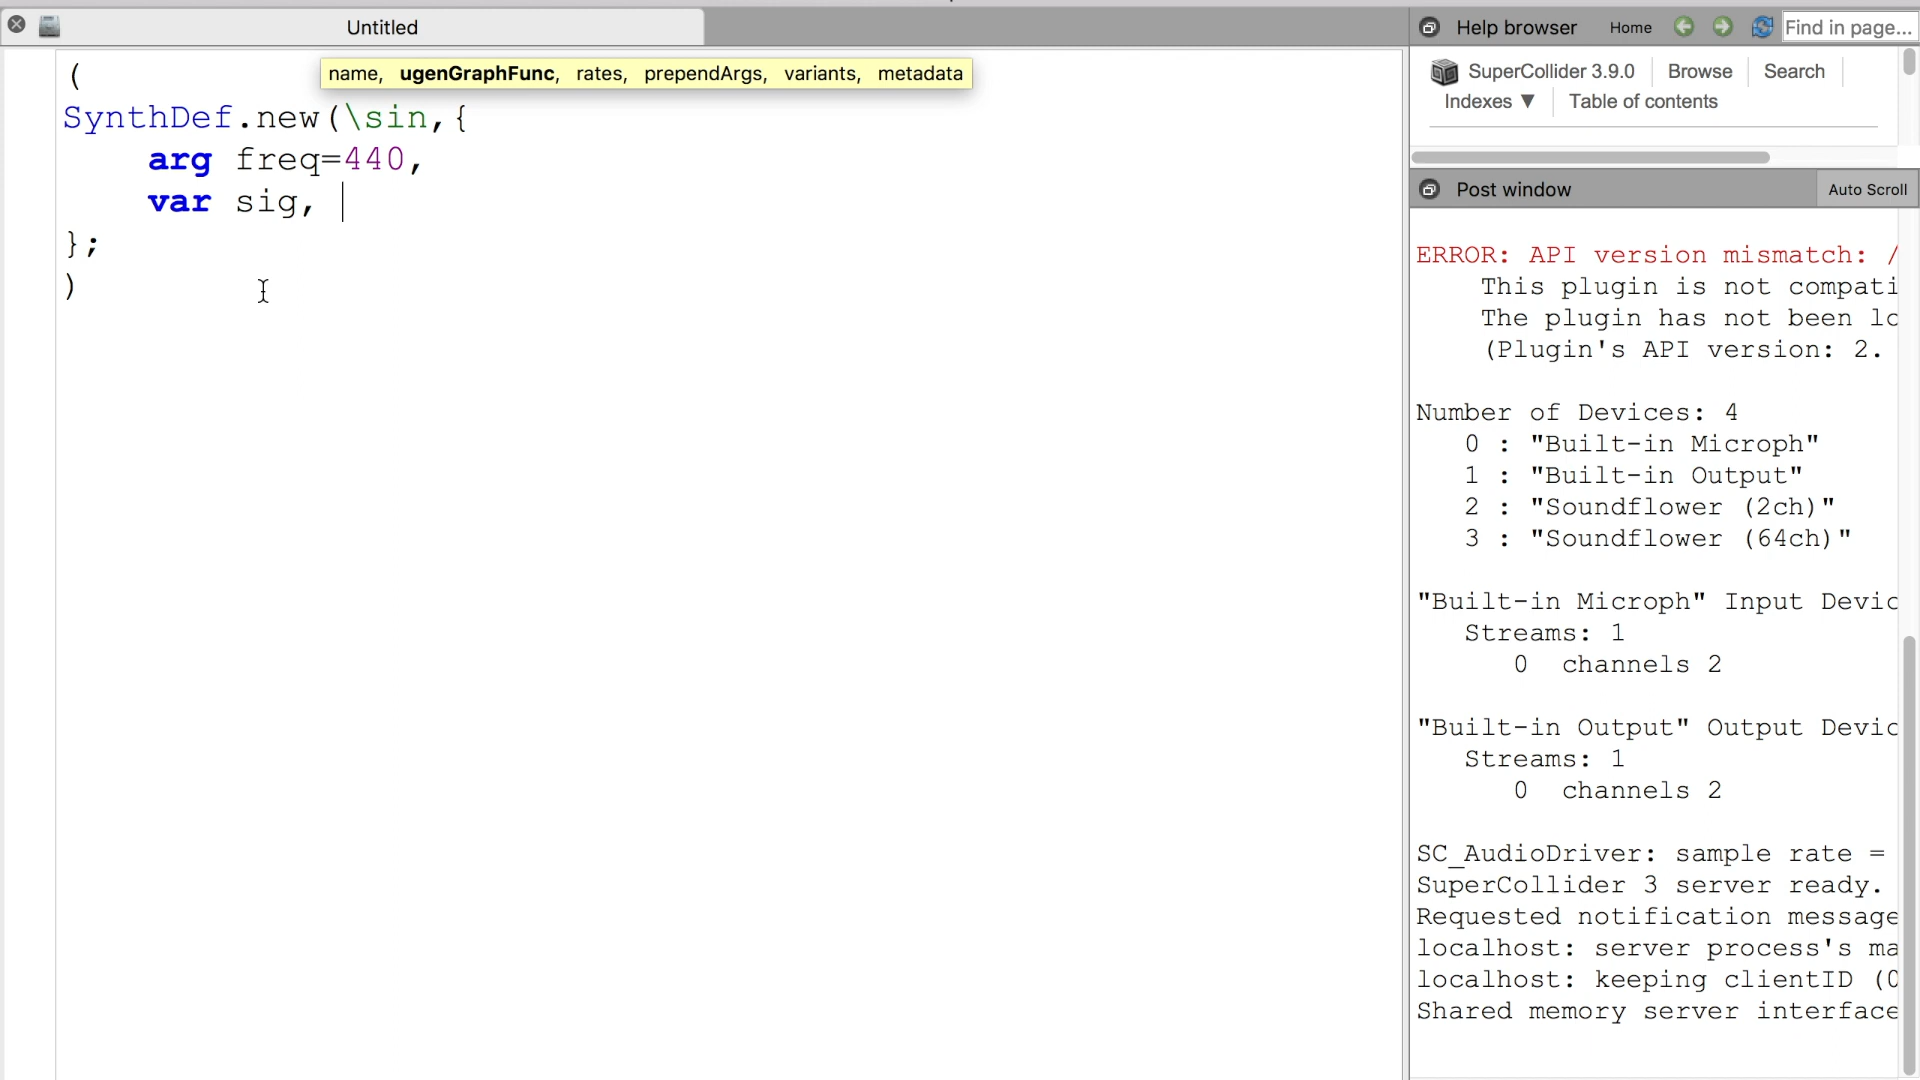 Untitled
(
name, ugenGraphFunc, rates, prependArgs, variants, metadata
SynthDef.new(\sin,{
arg freq=440,
var sig,
};
)
Help browser Home Find in page...
SuperCollider 3.9.0 Browse Search
Indexes ▼ Table of contents
Post window Auto Scroll
ERROR: API version mismatch: /
This plugin is not compati
The plugin has not been lo
(Plugin's API version: 2.
Number of Devices: 4
0 : "Built-in Microph"
1 : "Built-in Output"
2 : "Soundflower (2ch)"
3 : "Soundflower (64ch)"
"Built-in Microph" Input Devic
Streams: 1
0 channels 2
"Built-in Output" Output Devic
Streams: 1
0 channels 2
SC_AudioDriver: sample rate =
SuperCollider 3 server ready.
Requested notification message
localhost: server process's ma
localhost: keeping clientID (0
Shared memory server interface